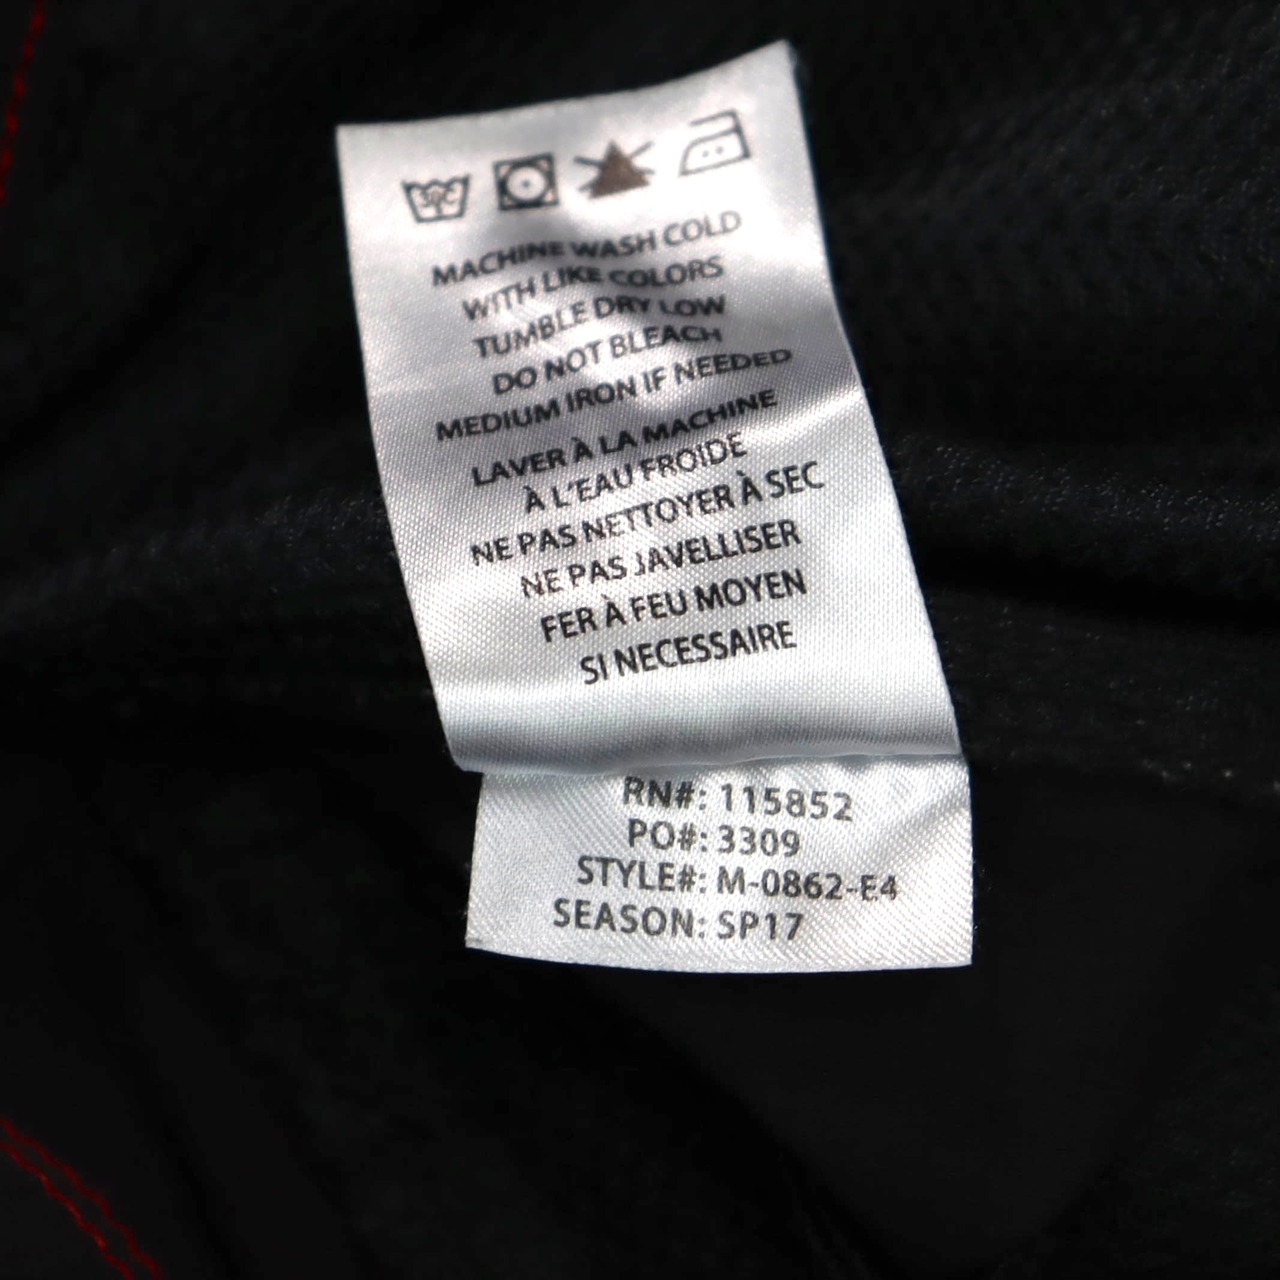 30C
MACHINE WASH COLD
WITH LIKE COLORS
TUMBLE DRY LOW
DO NOT BLEACH
MEDIUM IRON IF NEEDED
LAVER À LA MACHINE
À L'EAU FROIDE
NE PAS NETTOYER À SEC
NE PAS JAVELLISER
FER À FEU MOYEN
SI NECESSAIRE
RN#: 115852
PO#: 3309
STYLE#: M-0862-E4
SEASON: SP17